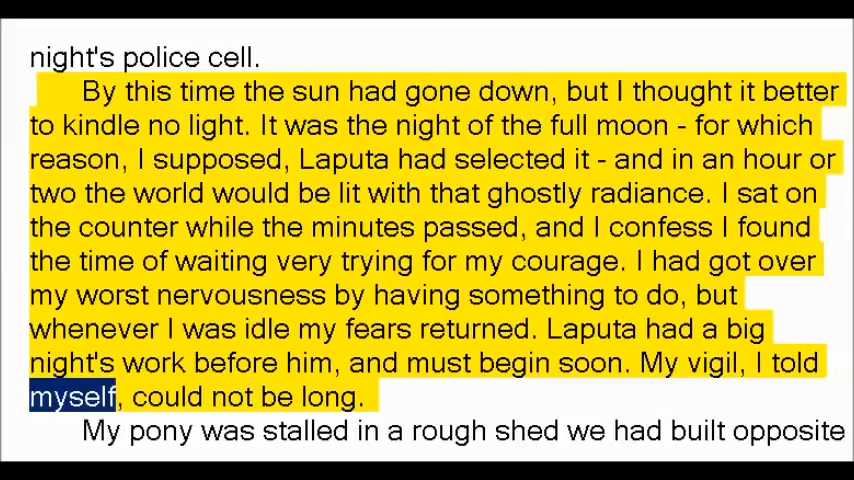 night's police cell.
By this time the sun had gone down, but I thought it better
to kindle no light. It was the night of the full moon - for which
reason, I supposed, Laputa had selected it - and in an hour or
two the world would be lit with that ghostly radiance. I sat on
the counter while the minutes passed, and I confess I found
the time of waiting very trying for my courage. I had got over
my worst nervousness by having something to do, but
whenever I was idle my fears returned. Laputa had a big
night's work before him, and must begin soon. My vigil, I told
myself, could not be long.
My pony was stalled in a rough shed we had built opposite